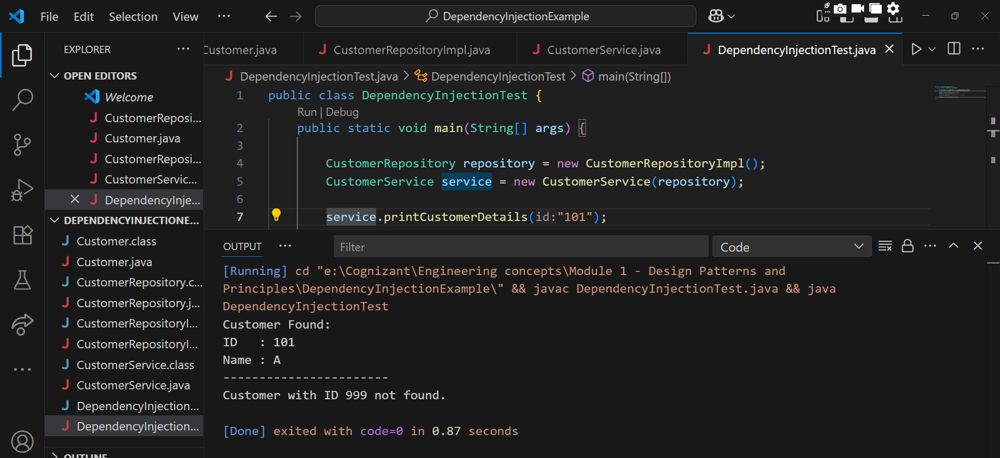 File Edit Selection View ··· DependencyInjectionExample
EXPLORER ···
OPEN EDITORS
Welcome
CustomerReposi...
Customer.java
CustomerReposi...
CustomerServic...
DependencyInje...
DEPENDENCYINJECTIONE...
Customer.class
Customer.java
CustomerRepository.c...
CustomerRepository.j...
CustomerRepositoryI...
CustomerRepositoryI...
CustomerService.class
CustomerService.java
DependencyInjection...
DependencyInjection...
OUTLINE
Customer.java CustomerRepositoryImpl.java CustomerService.java DependencyInjectionTest.java
DependencyInjectionTest.java > DependencyInjectionTest > main(String[])
1 public class DependencyInjectionTest {
Run | Debug
2 public static void main(String[] args) {
3
4 CustomerRepository repository = new CustomerRepositoryImpl();
5 CustomerService service = new CustomerService(repository);
6
7 service.printCustomerDetails(id:"101");
OUTPUT ··· Filter Code
[Running] cd "e:\Cognizant\Engineering concepts\Module 1 - Design Patterns and
Principles\DependencyInjectionExample\" && javac DependencyInjectionTest.java && java
DependencyInjectionTest
Customer Found:
ID   : 101
Name : A
-----------------------
Customer with ID 999 not found.
[Done] exited with code=0 in 0.87 seconds